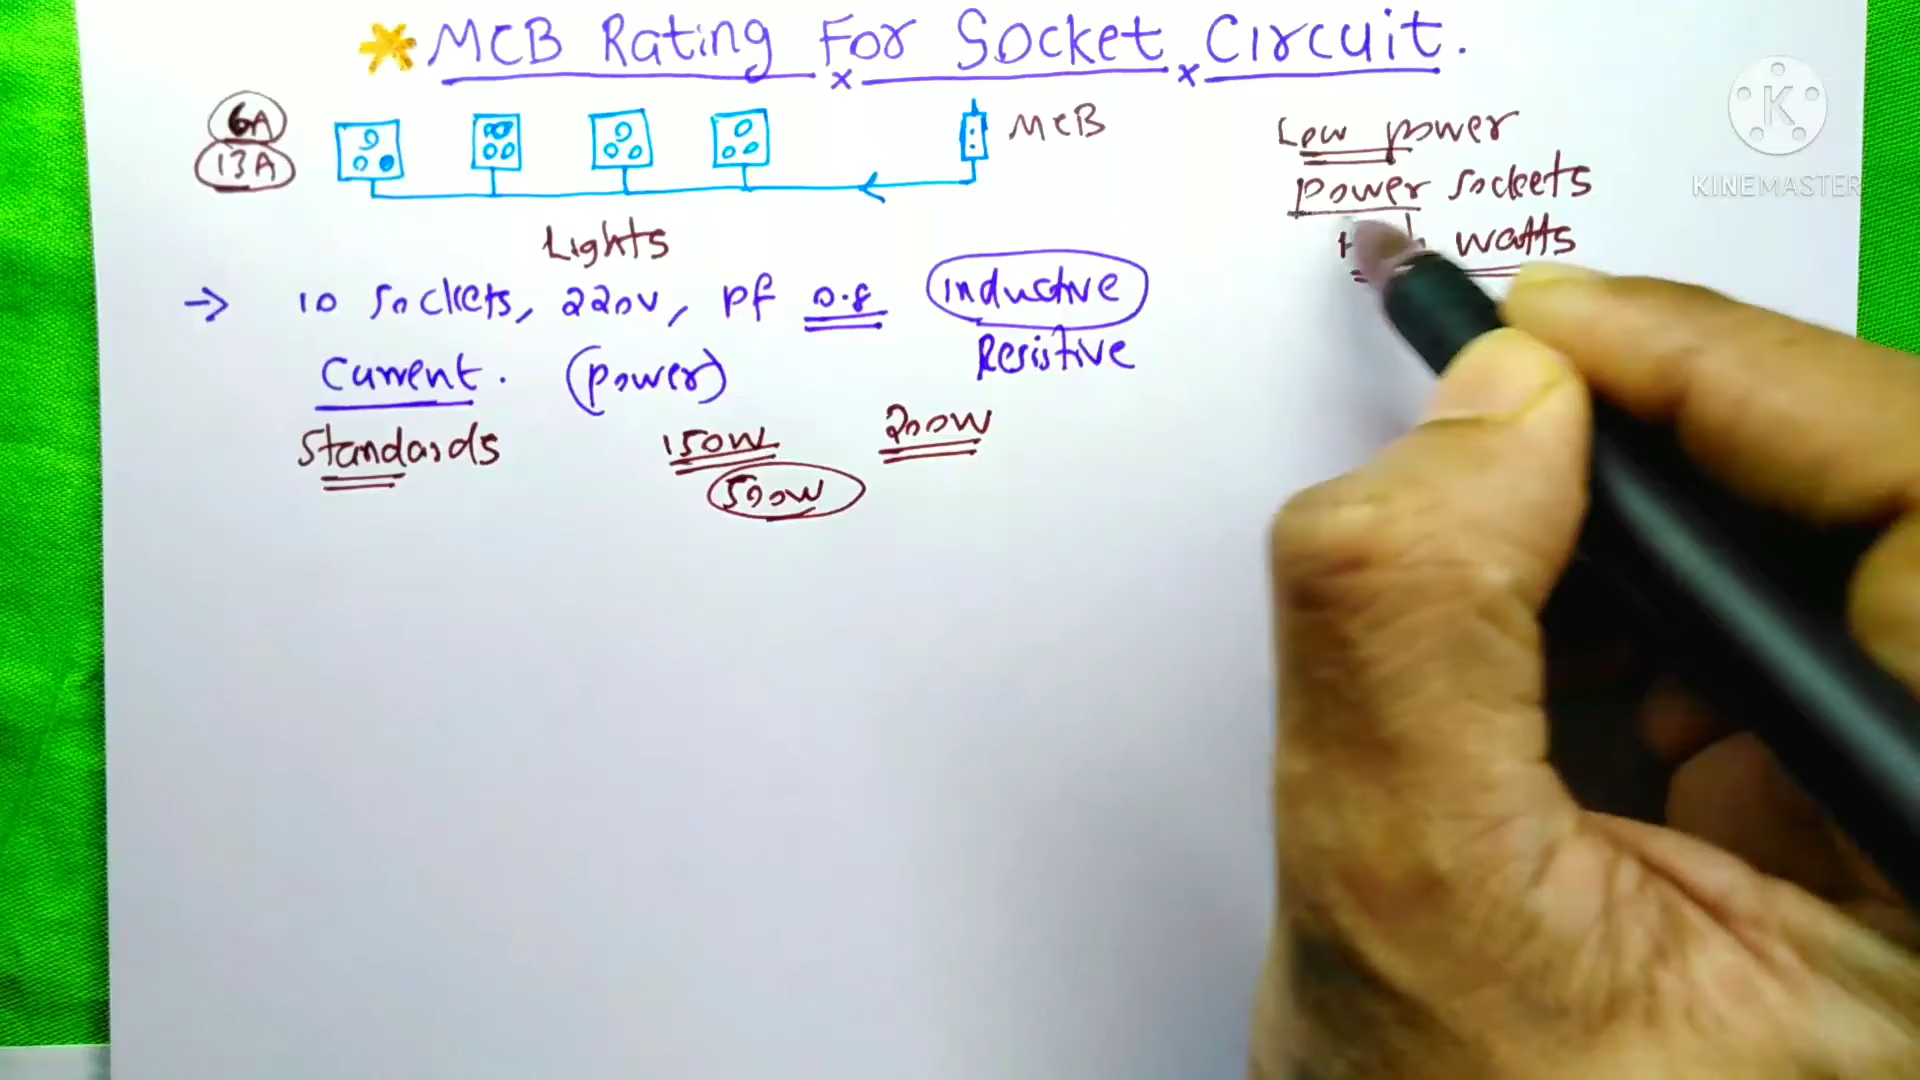 * MCB Rating For Socket Circuit.
6A
13A
MCB
Lights
Low power
Power sockets
watts
K
KINEMASTER
→ 10 Sockets, 220V, Pf 0.8 Inductive
Resistive
Current. (Power)
Standards 150W 200W
500W